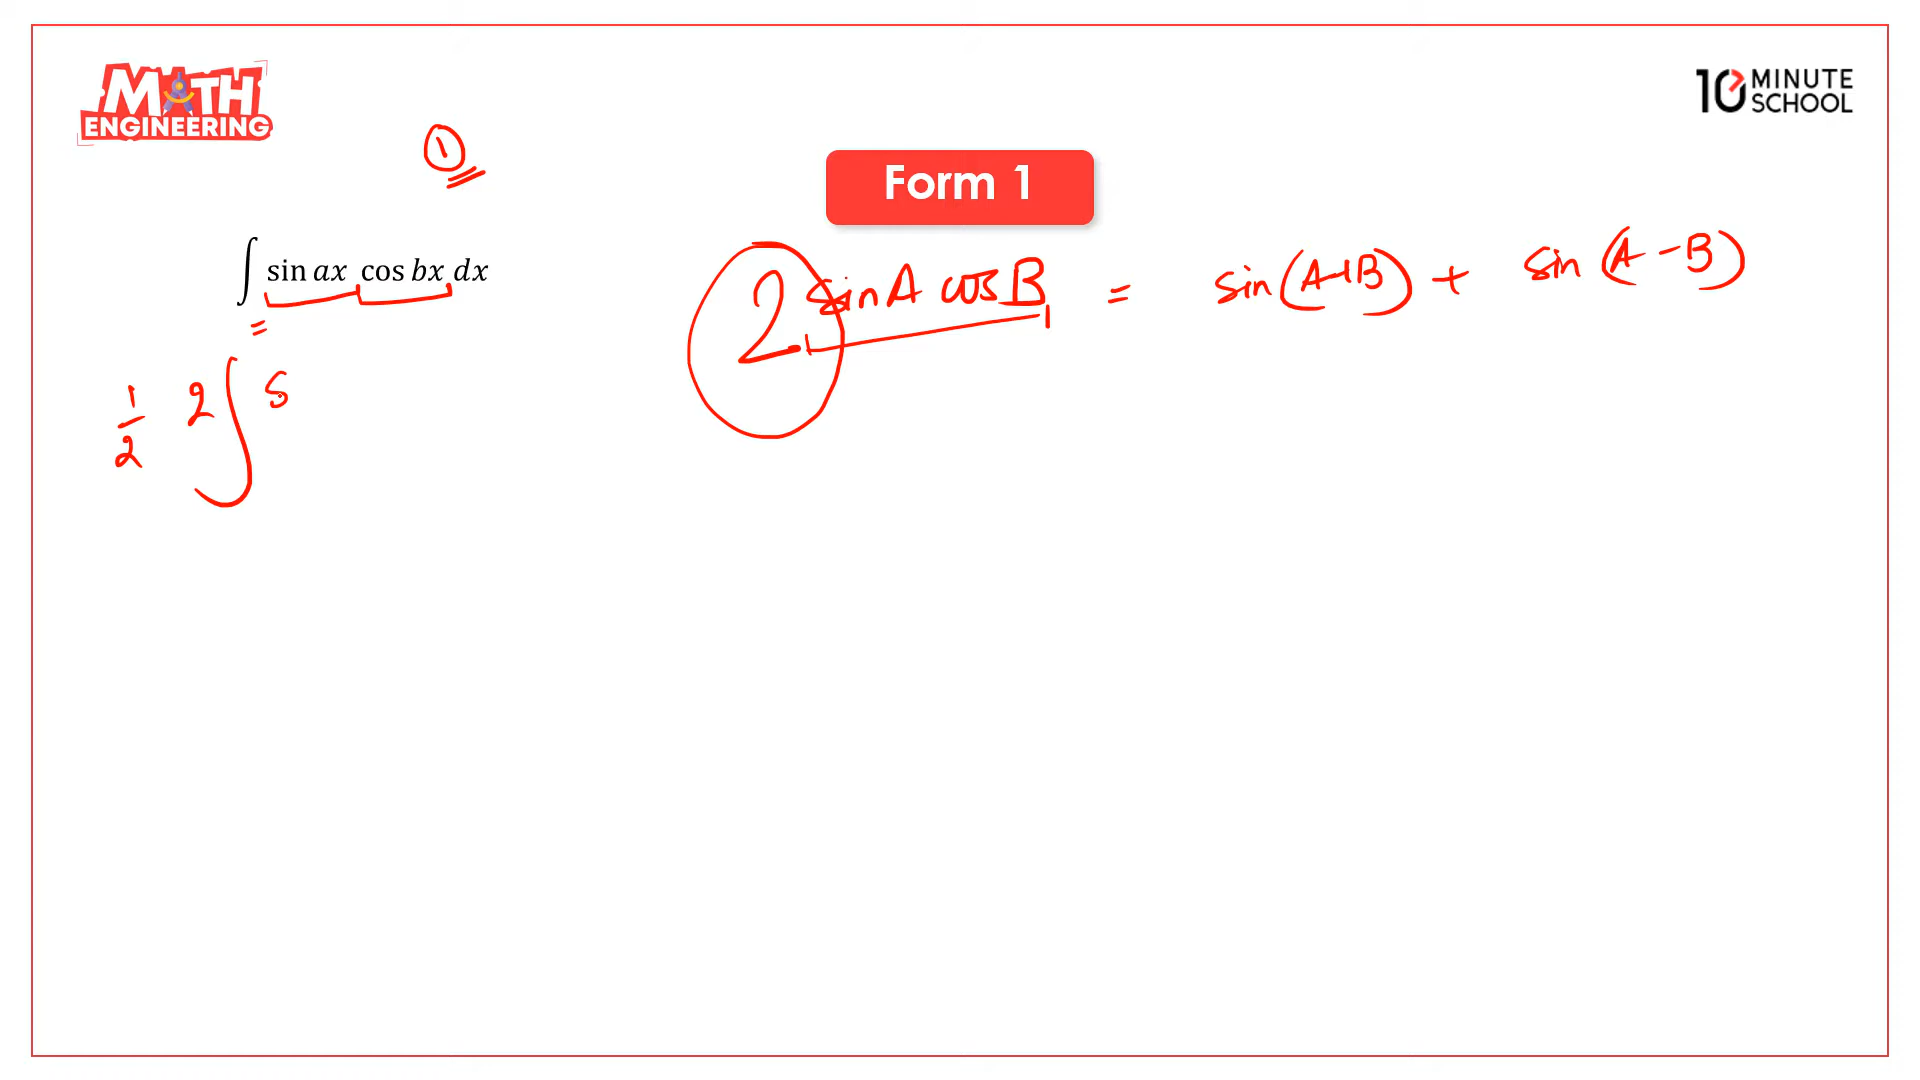 MATH
ENGINEERING
10 MINUTE
SCHOOL
①
Form 1
∫ sin ax cos bx dx
2 sinA cosB = sin(A+B) + sin(A-B)
=
1/2 2∫ s